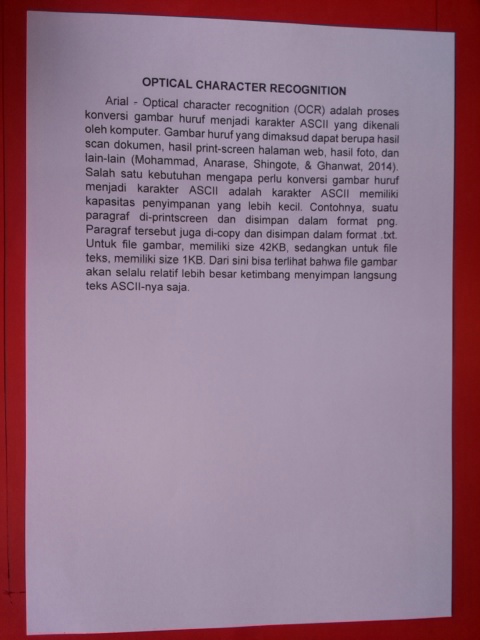 OPTICAL CHARACTER RECOGNITION
Arial - Optical character recognition (OCR) adalah proses
konversi gambar huruf menjadi karakter ASCII yang dikenali
oleh komputer. Gambar huruf yang dimaksud dapat berupa hasil
scan dokumen, hasil print-screen halaman web, hasil foto, dan
lain-lain (Mohammad, Anarase, Shingote, & Ghanwat, 2014).
Salah satu kebutuhan mengapa perlu konversi gambar huruf
menjadi karakter ASCII adalah karakter ASCII memiliki
kapasitas penyimpanan yang lebih kecil. Contohnya, suatu
paragraf di-printscreen dan disimpan dalam format png.
Paragraf tersebut juga di-copy dan disimpan dalam format .txt.
Untuk file gambar, memiliki size 42KB, sedangkan untuk file
teks, memiliki size 1KB. Dari sini bisa terlihat bahwa file gambar
akan selalu relatif lebih besar ketimbang menyimpan langsung
teks ASCII-nya saja.